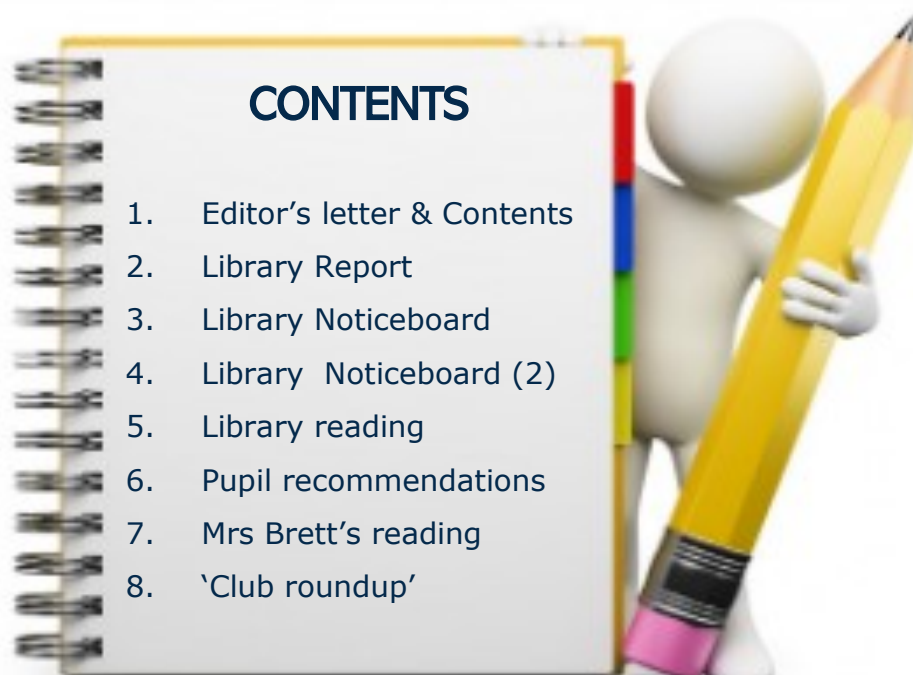 CONTENTS
1. Editor’s letter & Contents
2. Library Report
3. Library Noticeboard
4. Library  Noticeboard (2)
5. Library reading
6. Pupil recommendations
7. Mrs Brett’s reading
8. ‘Club roundup’